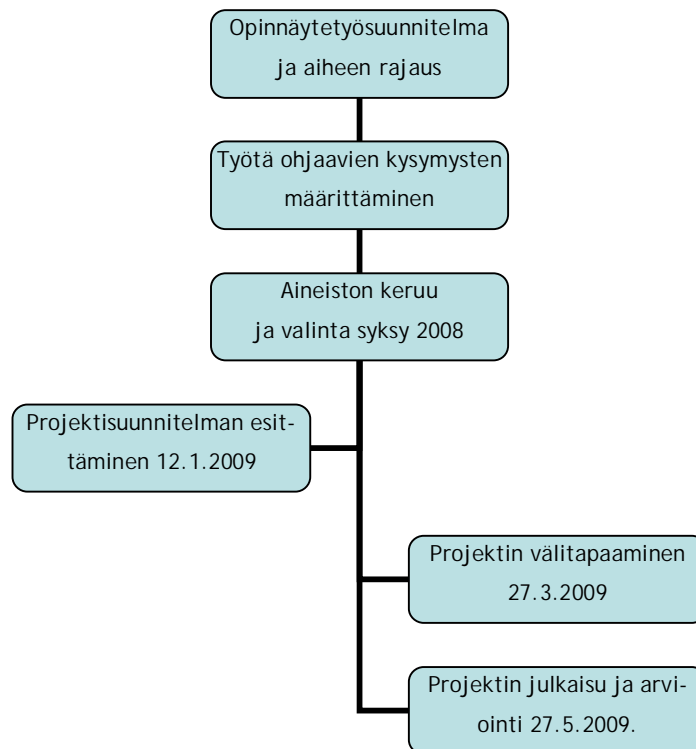 Opinnäytetyösuunnitelma
ja aiheen rajaus
Työtä ohjaavien kysymysten
määrittäminen
Aineiston keruu
ja valinta syksy 2008
Projektisuunnitelman esit-
täminen 12.1.2009
Projektin välitapaaminen
27.3.2009
Projektin julkaisu ja arvi-
ointi 27.5.2009.